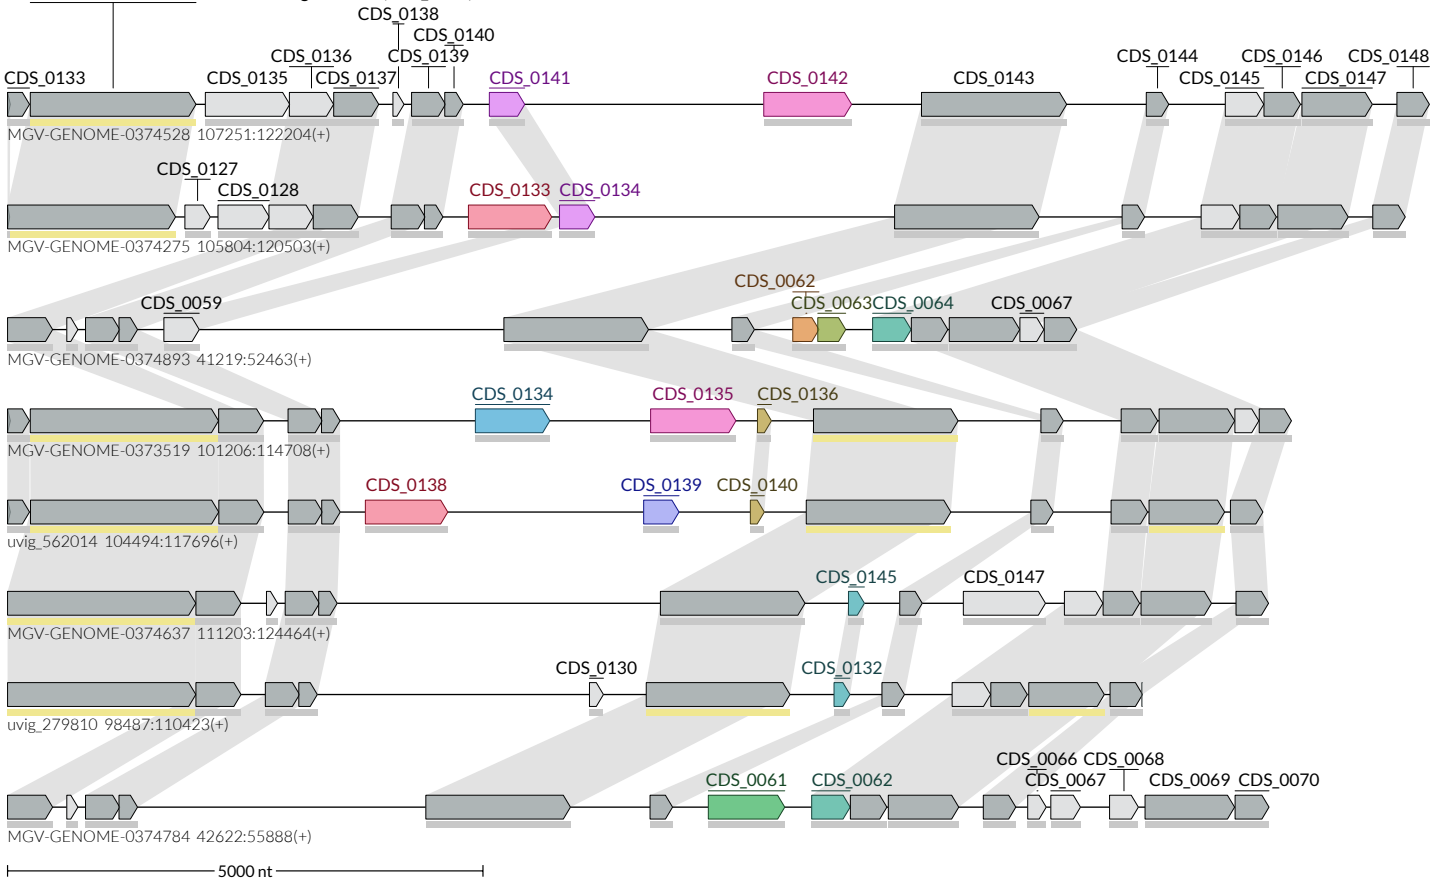 CDS_0138
CDS_0140
CDS_0136 CDS_0139 CDS_0144 CDS_0146 CDS_0148
CDS_0133 CDS_0135 CDS_0137 CDS_0141 CDS_0142 CDS_0143 CDS_0145 CDS_0147
MGV-GENOME-0374528 107251:122204(+)
CDS_0127
CDS_0128 CDS_0133 CDS_0134
MGV-GENOME-0374275 105804:120503(+)
CDS_0062
CDS_0059 CDS_0063 CDS_0064 CDS_0067
MGV-GENOME-0374893 41219:52463(+)
CDS_0134 CDS_0135 CDS_0136
MGV-GENOME-0373519 101206:114708(+)
CDS_0138 CDS_0139 CDS_0140
uvig_562014 104494:117696(+)
CDS_0145 CDS_0147
MGV-GENOME-0374637 111203:124464(+)
CDS_0130 CDS_0132
uvig_279810 98487:110423(+)
CDS_0066 CDS_0068
CDS_0061 CDS_0062 CDS_0067 CDS_0069 CDS_0070
MGV-GENOME-0374784 42622:55888(+)
5000 nt